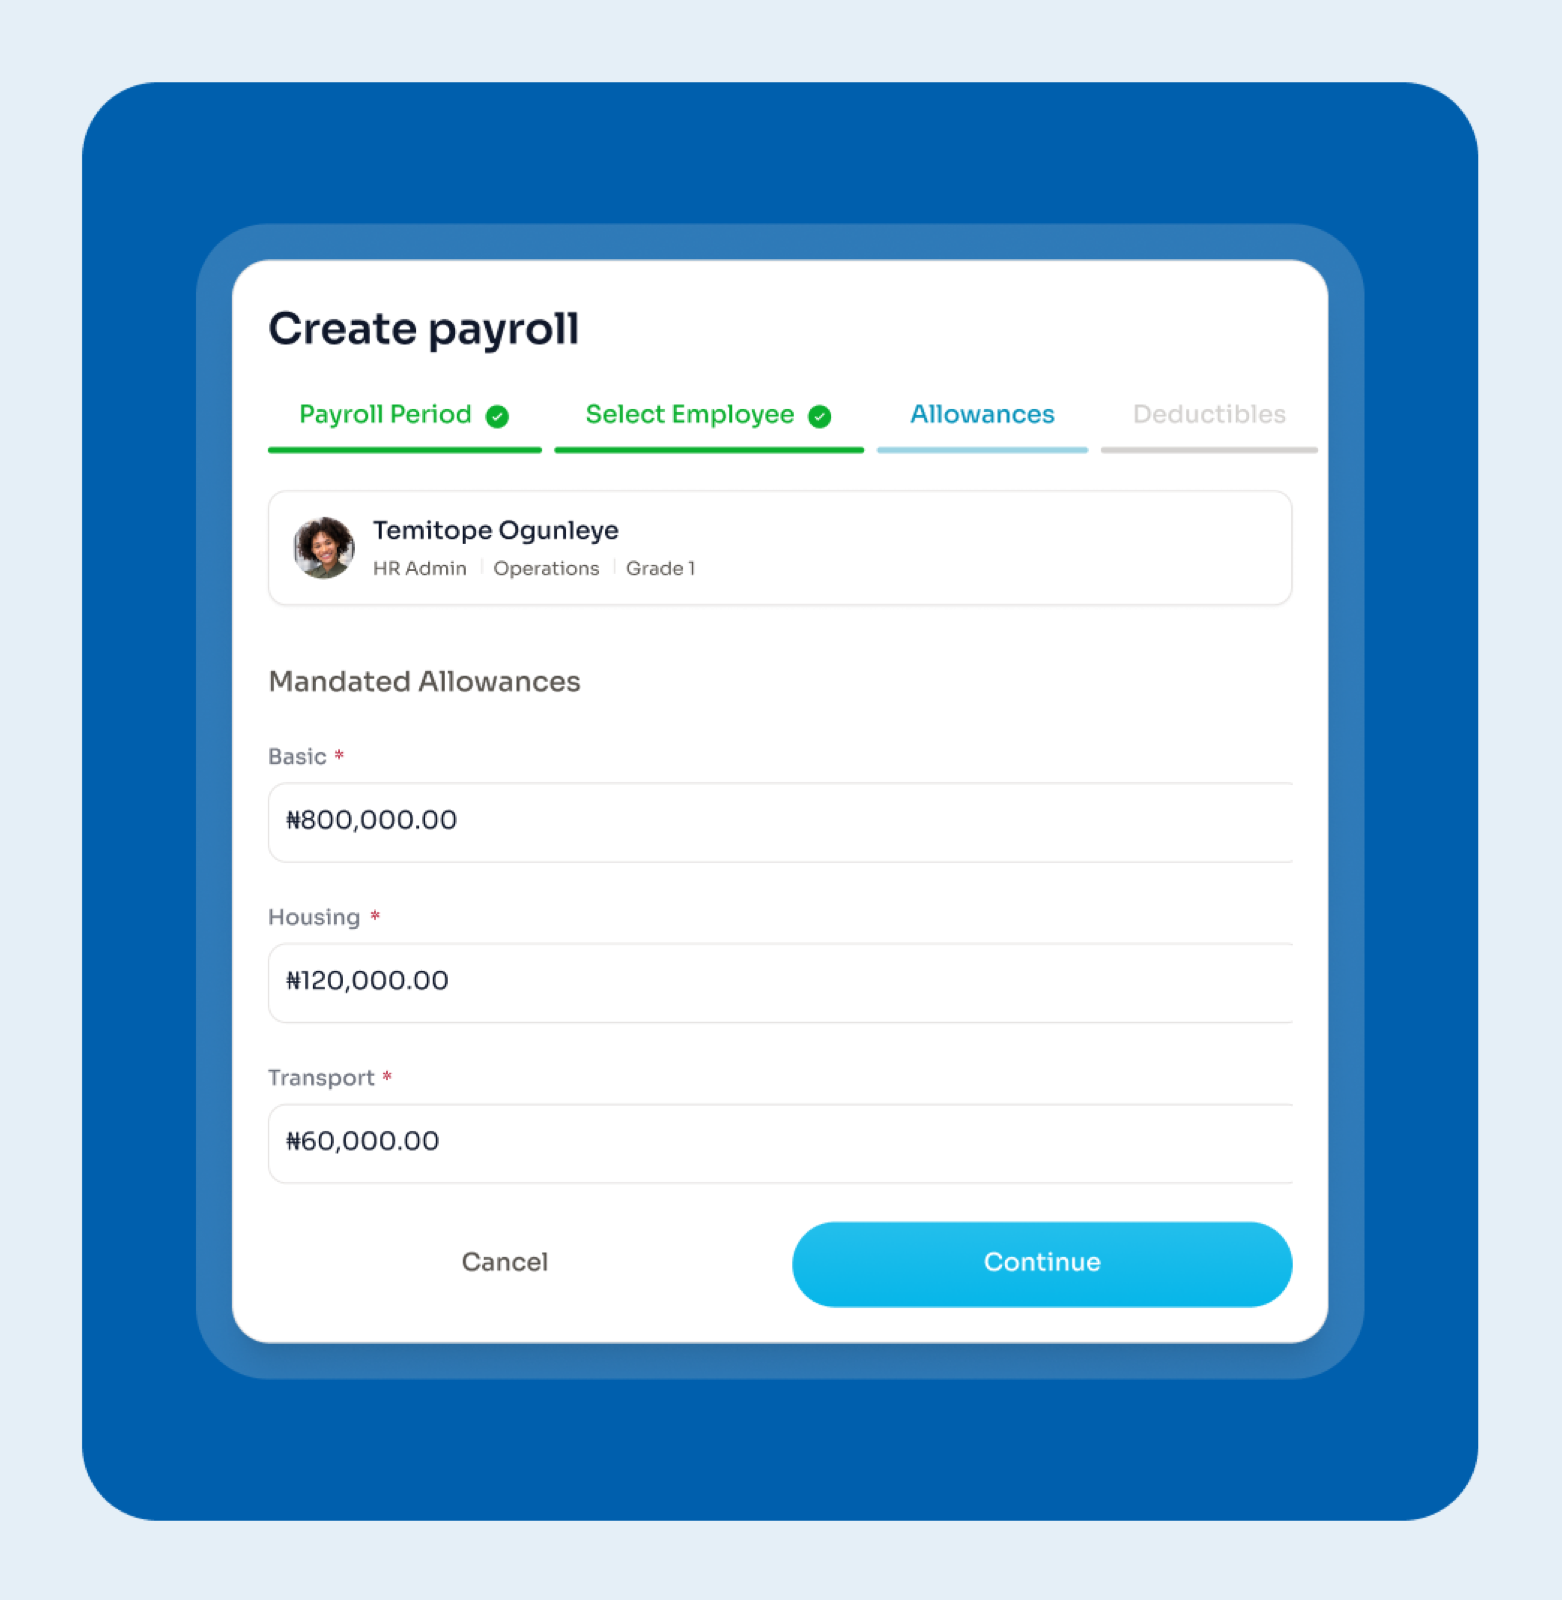 Create payroll
Payroll Period Select Employee Allowances Deductibles
Temitope Ogunleye
HR Admin Operations Grade 1
Mandated Allowances
Basic *
₦800,000.00
Housing *
₦120,000.00
Transport *
₦60,000.00
Cancel Continue